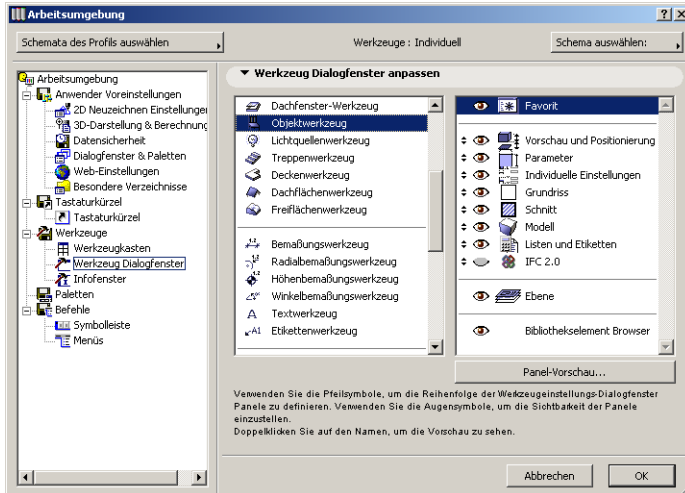 Arbeitsumgebung
Schemata des Profils auswählen
Werkzeuge : Individuell
Schema auswählen:
Arbeitsumgebung
Anwender Voreinstellungen
2D Neuzeichnen Einstellungen
3D-Darstellung & Berechnung
Datensicherheit
Dialogfenster & Paletten
Web-Einstellungen
Besondere Verzeichnisse
Tastaturkürzel
Tastaturkürzel
Werkzeuge
Werkzeugkasten
Werkzeug Dialogfenster
Infofenster
Paletten
Befehle
Symbolleiste
Menüs
Werkzeug Dialogfenster anpassen
Dachfenster-Werkzeug
Objektwerkzeug
Lichtquellenwerkzeug
Treppenwerkzeug
Deckenwerkzeug
Dachflächenwerkzeug
Freiflächenwerkzeug
Bemaßungswerkzeug
Radialbemaßungswerkzeug
Höhenbemaßungswerkzeug
Winkelbemaßungswerkzeug
A Textwerkzeug
A1 Etikettenwerkzeug
Favorit
Vorschau und Positionierung
Parameter
Individuelle Einstellungen
Grundriss
Schnitt
Modell
Listen und Etiketten
IFC 2.0
Ebene
Bibliothekselement Browser
Panel-Vorschau...
Verwenden Sie die Pfeilsymbole, um die Reihenfolge der Werkzeugeinstellungs-Dialogfenster
Panele zu definieren. Verwenden Sie die Augensymbole, um die Sichtbarkeit der Panele
einzustellen.
Doppelklicken Sie auf den Namen, um die Vorschau zu sehen.
Abbrechen
OK